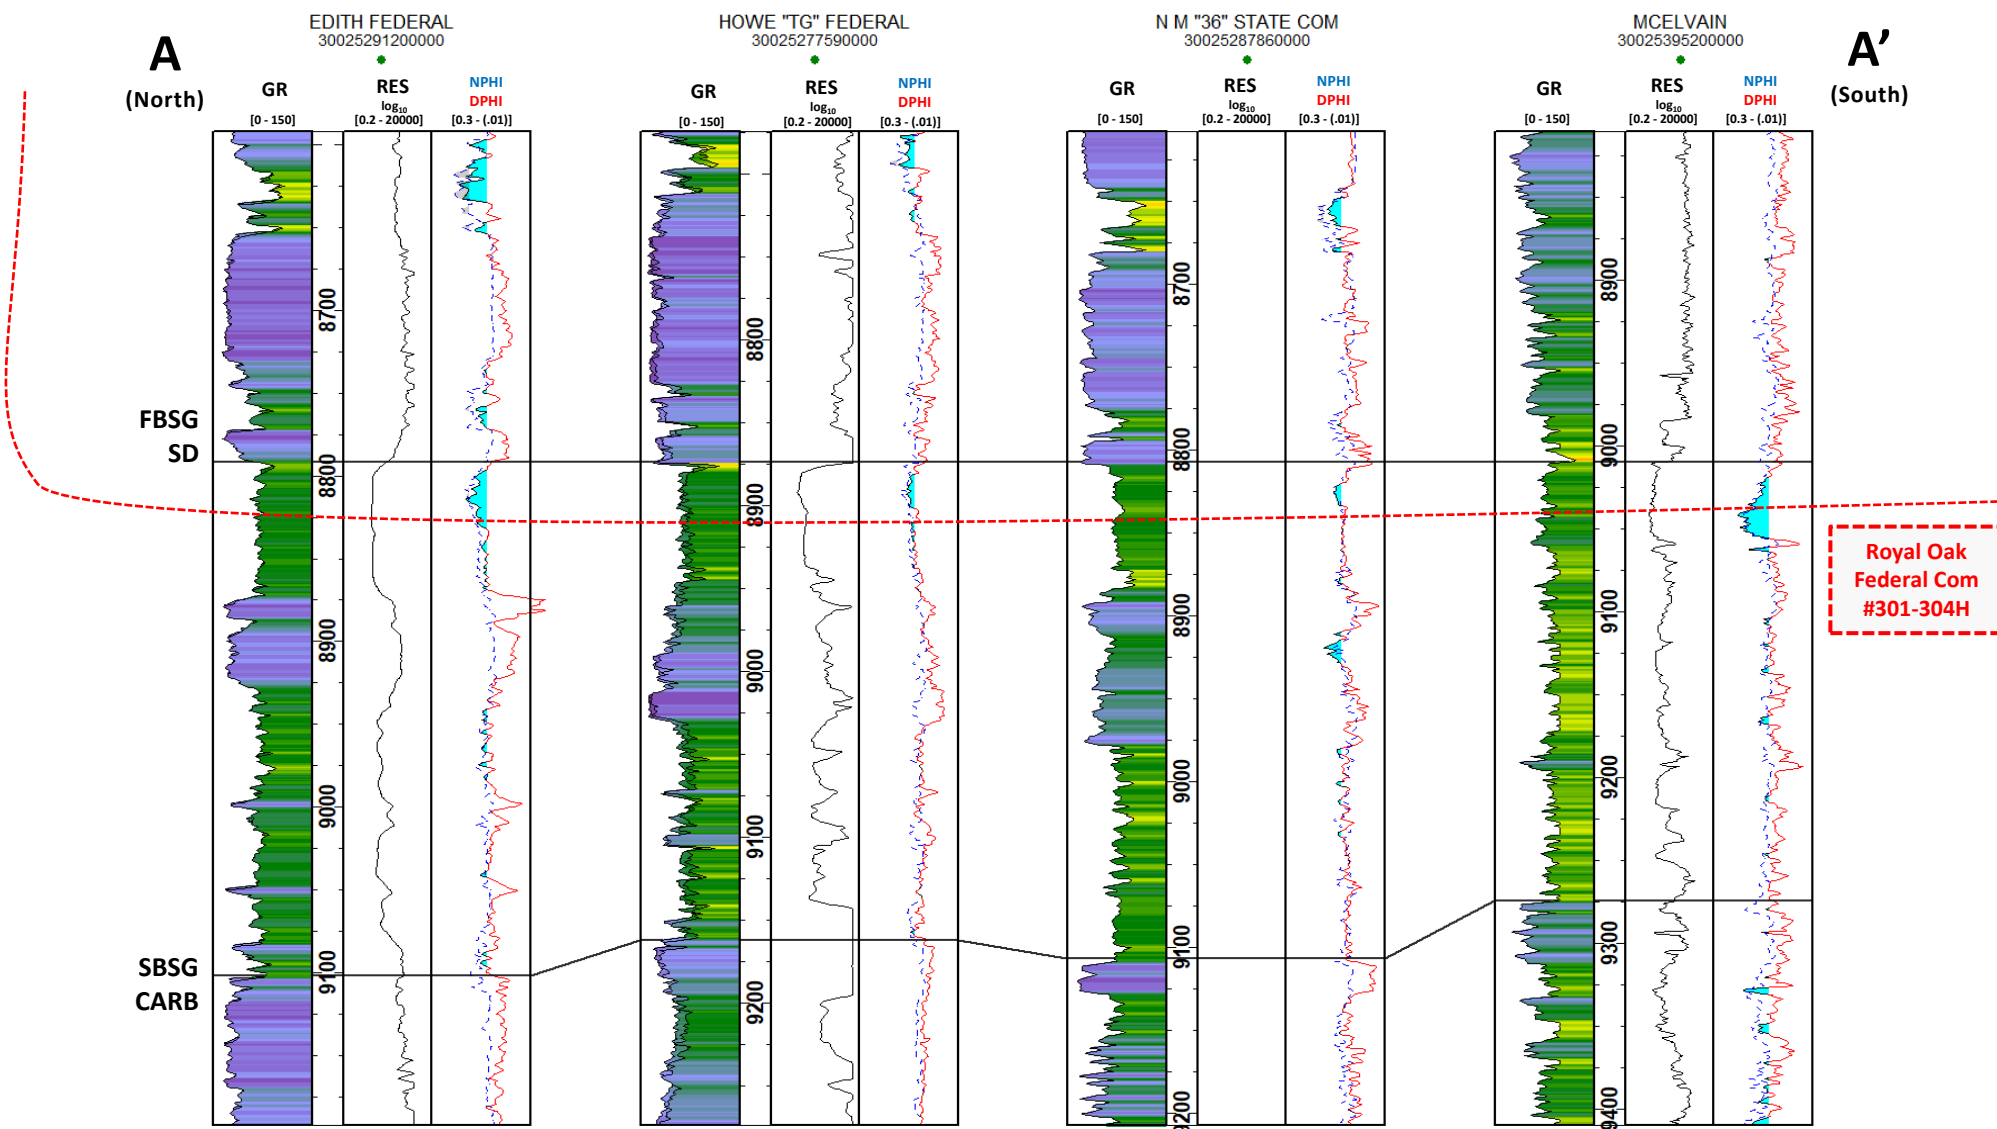 A
(North)
EDITH FEDERAL
30025291200000
GR
[0 - 150]
RES
log10
[0.2 - 20000]
NPHI
DPHI
[0.3 - (.01)]
HOWE "TG" FEDERAL
30025277590000
GR
[0 - 150]
RES
log10
[0.2 - 20000]
NPHI
DPHI
[0.3 - (.01)]
N M "36" STATE COM
30025287860000
GR
[0 - 150]
RES
log10
[0.2 - 20000]
NPHI
DPHI
[0.3 - (.01)]
MCELVAIN
30025395200000
GR
[0 - 150]
RES
log10
[0.2 - 20000]
NPHI
DPHI
[0.3 - (.01)]
A’
(South)
FBSG
SD
SBSG
CARB
8700
8800
8900
9000
9100
8800
8900
9000
9100
9200
8700
8800
8900
9000
9100
9200
8900
9000
9100
9200
9300
9400
Royal Oak
Federal Com
#301-304H